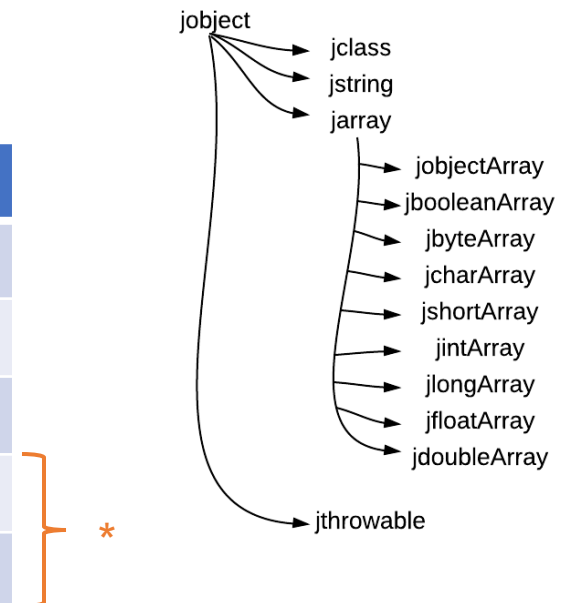 jobject
jclass
jstring
jarray
jobjectArray
jbooleanArray
jbyteArray
jcharArray
jshortArray
jintArray
jlongArray
jfloatArray
jdoubleArray
jthrowable
*